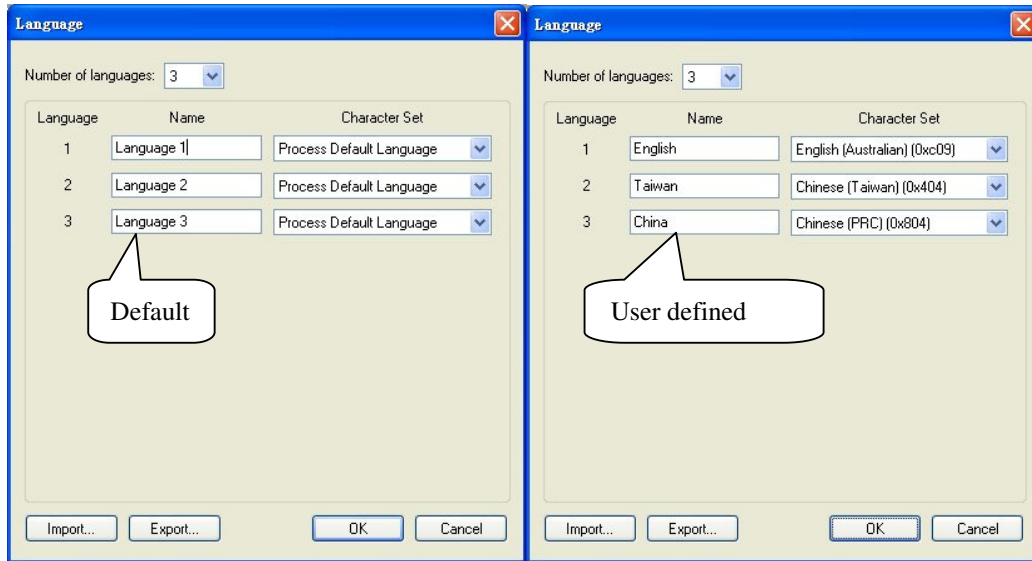 Language
Number of languages: 3
Language Name Character Set
1 Language 1 Process Default Language
2 Language 2 Process Default Language
3 Language 3 Process Default Language
Default
Import... Export... OK Cancel
Language
Number of languages: 3
Language Name Character Set
1 English English (Australian) (0xc09)
2 Taiwan Chinese (Taiwan) (0x404)
3 China Chinese (PRC) (0x804)
User defined
Import... Export... OK Cancel